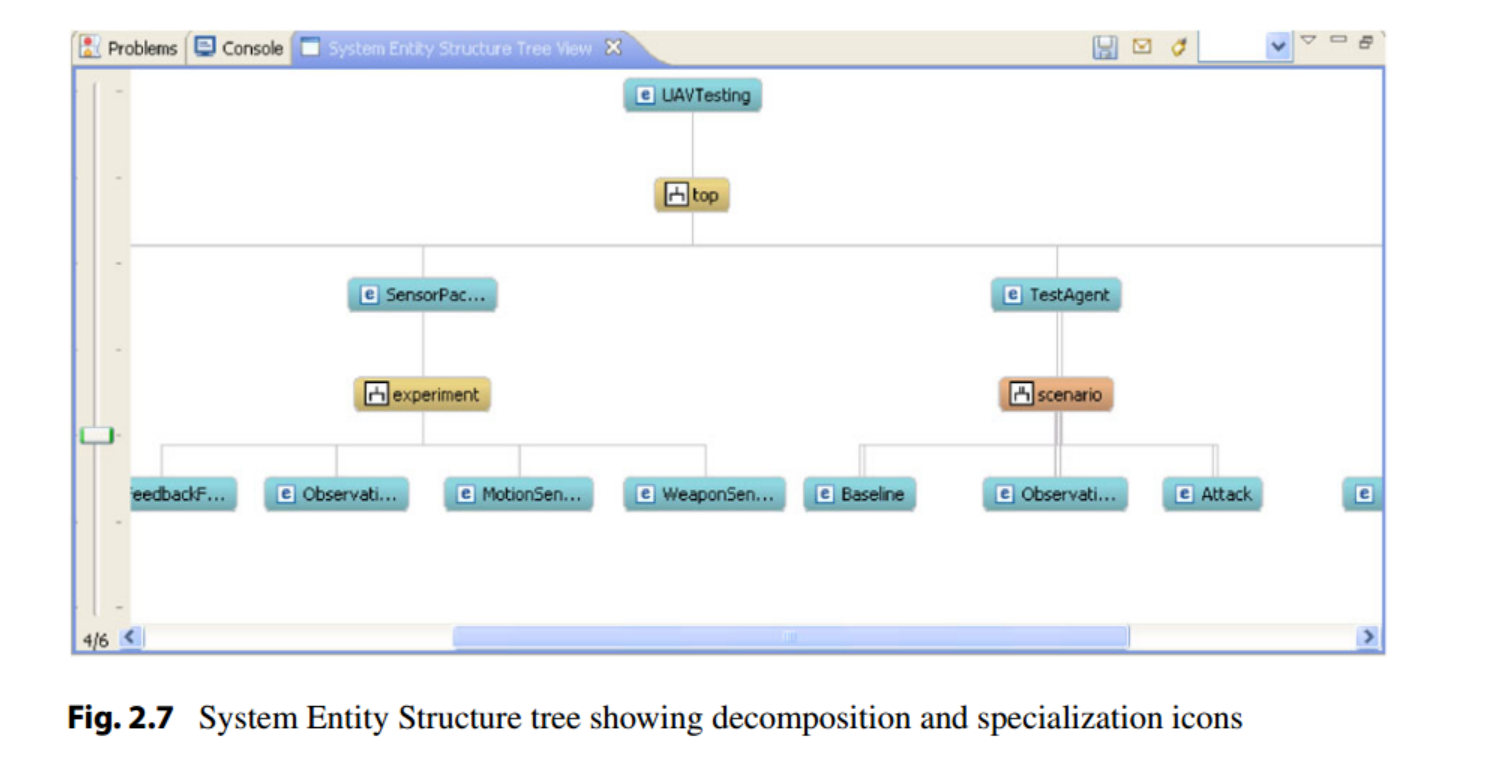 Problems Console System Entity Structure Tree View
e UAVTesting
top
e SensorPac... e TestAgent
experiment scenario
eedbackF... e Observati... e MotionSen... e WeaponSen... e Baseline e Observati... e Attack e
4/6
Fig. 2.7 System Entity Structure tree showing decomposition and specialization icons